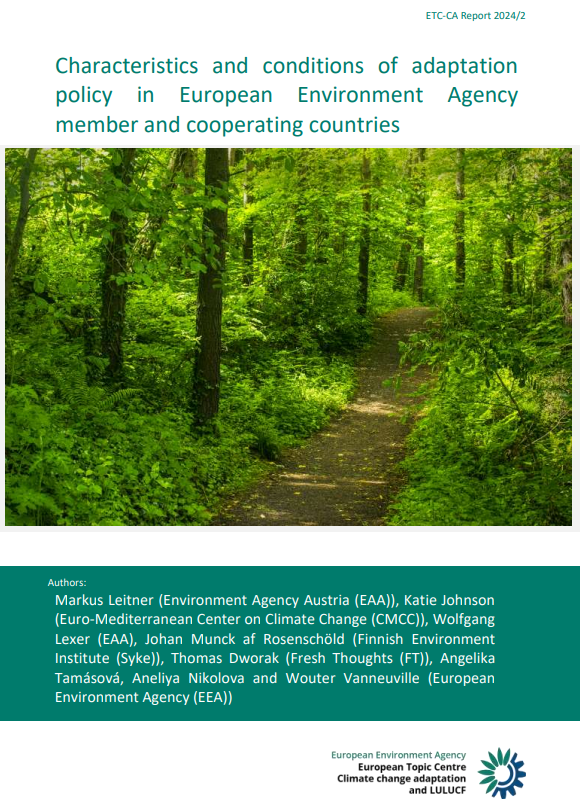 ETC-CA Report 2024/2
Characteristics and conditions of adaptation
policy in European Environment Agency
member and cooperating countries
Authors:
Markus Leitner (Environment Agency Austria (EAA)), Katie Johnson
(Euro-Mediterranean Center on Climate Change (CMCC)), Wolfgang
Lexer (EAA), Johan Munck af Rosenschöld (Finnish Environment
Institute (Syke)), Thomas Dworak (Fresh Thoughts (FT)), Angelika
Tamásová, Aneliya Nikolova and Wouter Vanneuville (European
Environment Agency (EEA))
European Environment Agency
European Topic Centre
Climate change adaptation
and LULUCF